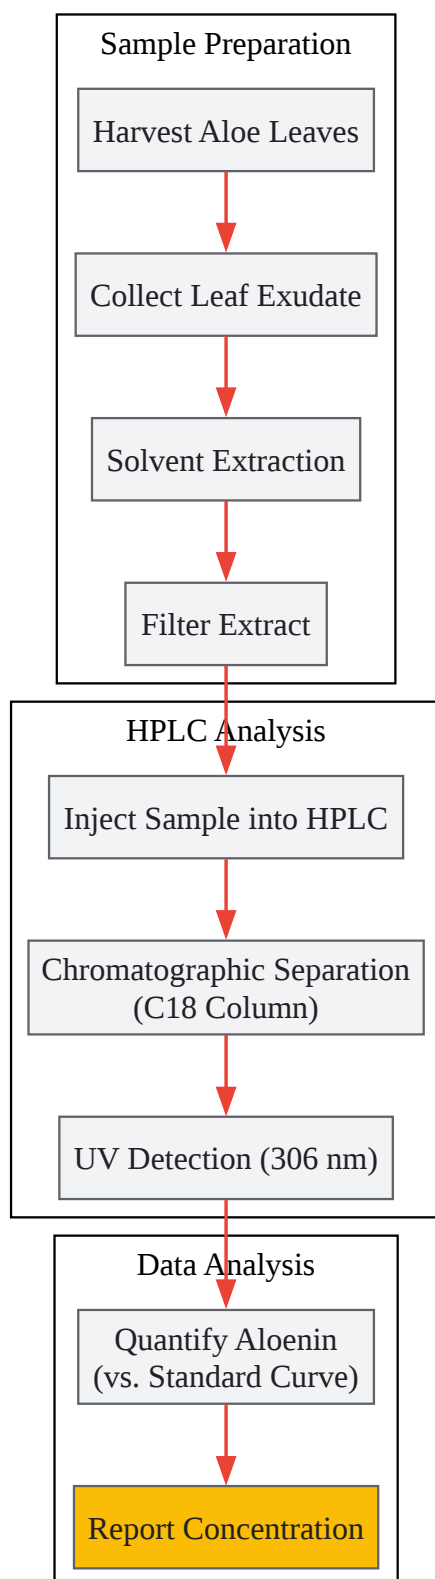 Sample Preparation
Harvest Aloe Leaves
Collect Leaf Exudate
Solvent Extraction
Filter Extract
HPLC Analysis
Inject Sample into HPLC
Chromatographic Separation
(C18 Column)
UV Detection (306 nm)
Data Analysis
Quantify Aloenin
(vs. Standard Curve)
Report Concentration